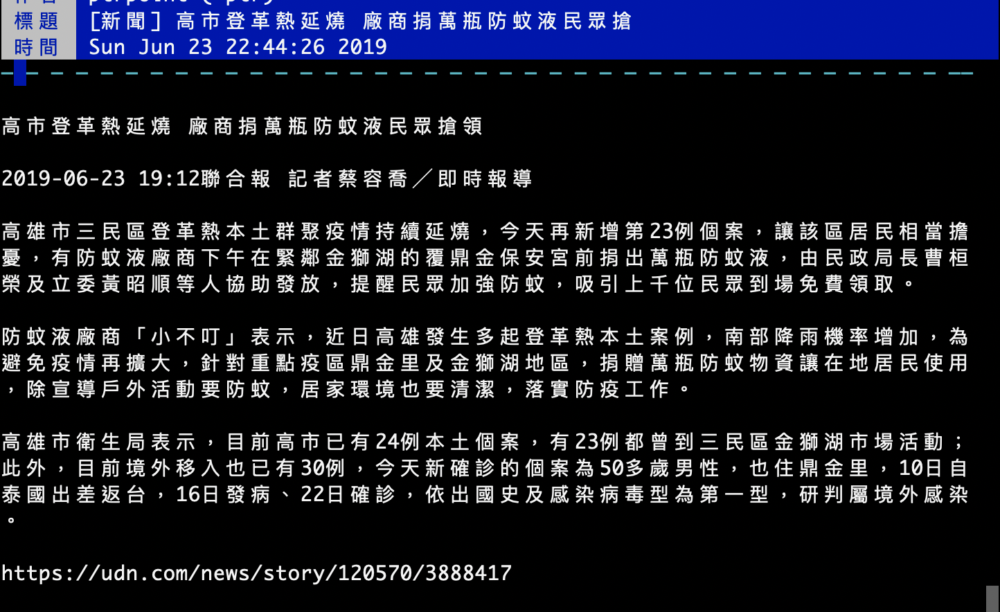 標題 [新聞] 高市登革熱延燒 廠商捐萬瓶防蚊液民眾搶
時間 Sun Jun 23 22:44:26 2019
高市登革熱延燒 廠商捐萬瓶防蚊液民眾搶領
2019-06-23 19:12聯合報 記者蔡容喬／即時報導
高雄市三民區登革熱本土群聚疫情持續延燒，今天再新增第23例個案，讓該區居民相當擔
憂，有防蚊液廠商下午在緊鄰金獅湖的覆鼎金保安宮前捐出萬瓶防蚊液，由民政局長曹桓
榮及立委黃昭順等人協助發放，提醒民眾加強防蚊，吸引上千位民眾到場免費領取。
防蚊液廠商「小不叮」表示，近日高雄發生多起登革熱本土案例，南部降雨機率增加，為
避免疫情再擴大，針對重點疫區鼎金里及金獅湖地區，捐贈萬瓶防蚊物資讓在地居民使用
，除宣導戶外活動要防蚊，居家環境也要清潔，落實防疫工作。
高雄市衛生局表示，目前高市已有24例本土個案，有23例都曾到三民區金獅湖市場活動；
此外，目前境外移入也已有30例，今天新確診的個案為50多歲男性，也住鼎金里，10日自
泰國出差返台，16日發病、22日確診，依出國史及感染病毒型為第一型，研判屬境外感染
。
https://udn.com/news/story/120570/3888417